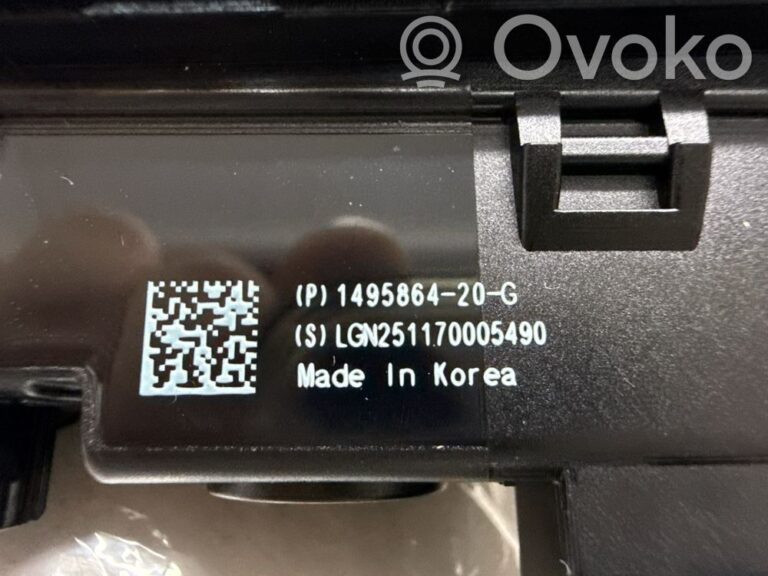 Ovoko
(P) 1495864-20-G
(S) LGN251170005490
Made In Korea